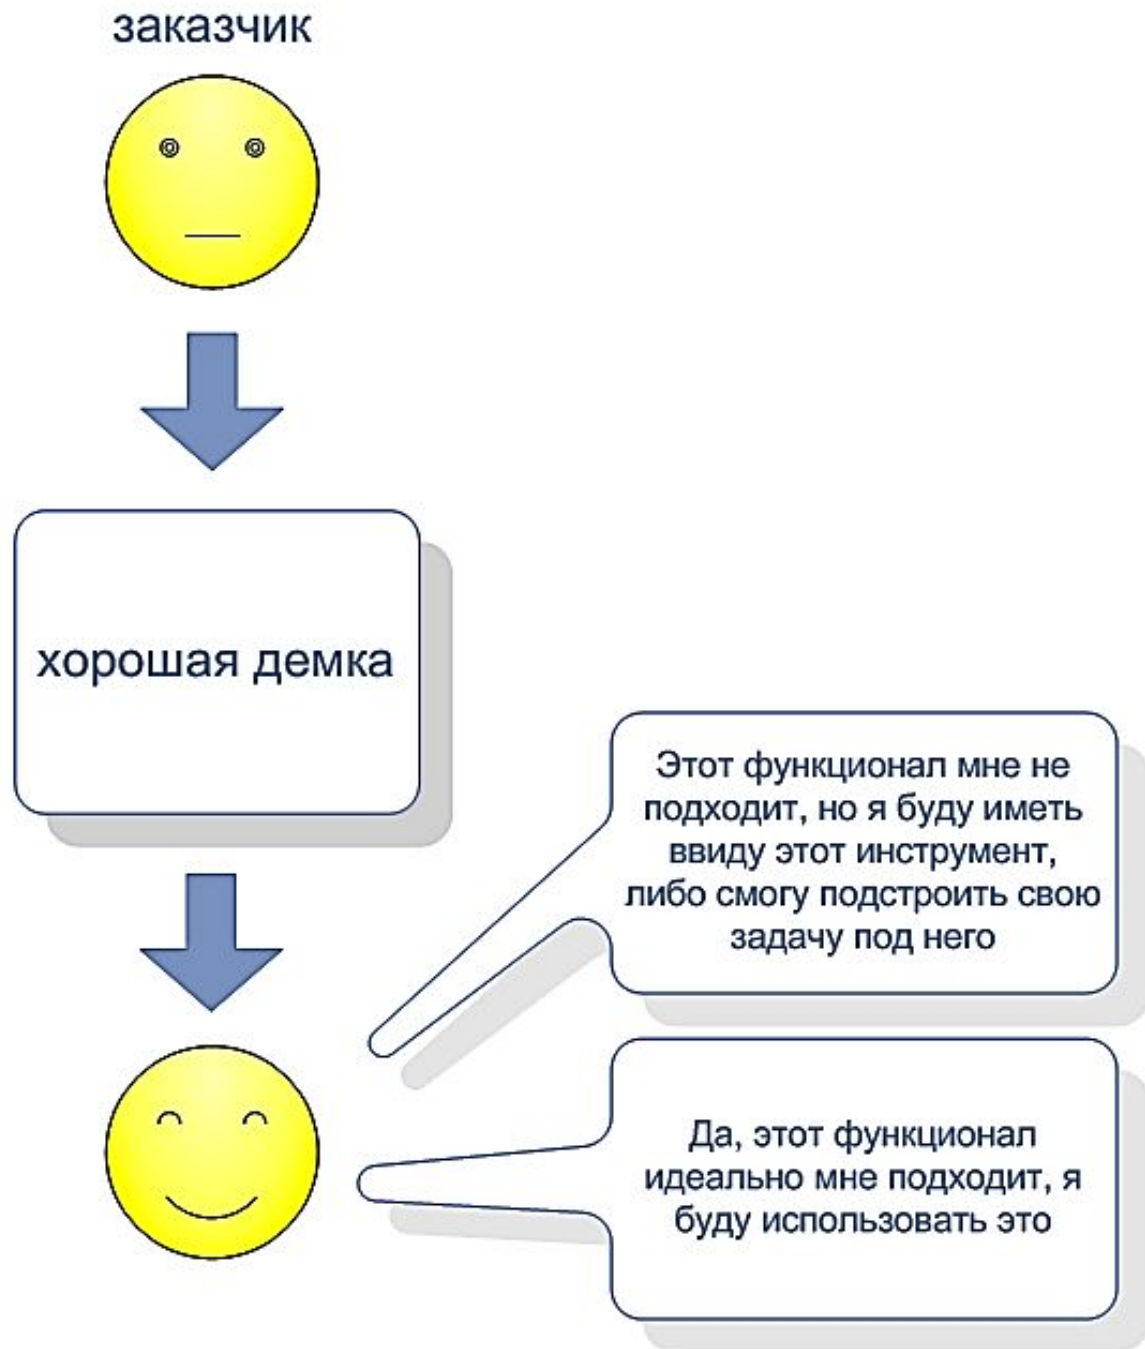 заказчик
хорошая демка
Этот функционал мне не
подходит, но я буду иметь
ввиду этот инструмент,
либо смогу подстроить свою
задачу под него
Да, этот функционал
идеально мне подходит, я
буду использовать это